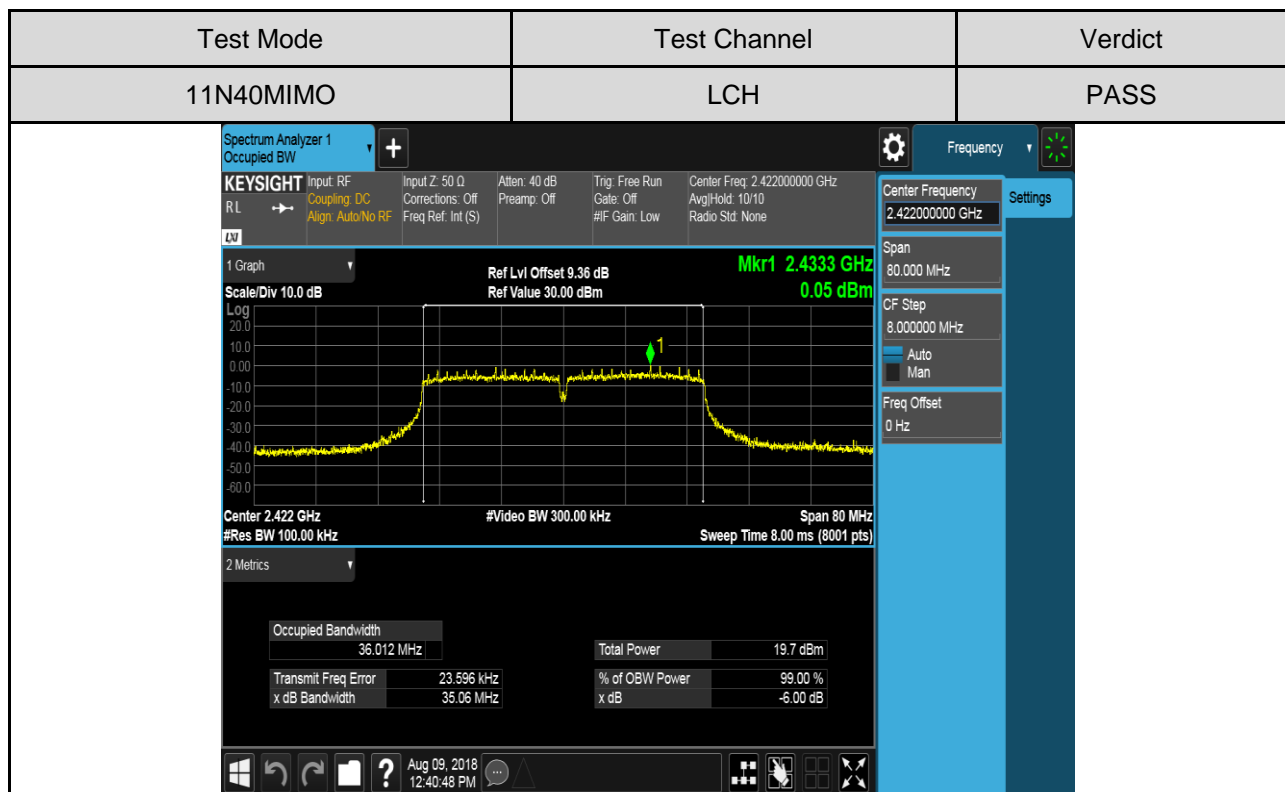 Test Mode Test Channel Verdict
11N40MIMO LCH PASS
Spectrum Analyzer 1
Occupied BW
+
Frequency
KEYSIGHT Input: RF Input Z: 50 Ω Atten: 40 dB Trig: Free Run Center Freq: 2.422000000 GHz
RL Coupling: DC Corrections: Off Preamp: Off Gate: Off Avg|Hold: 10/10
Align: Auto/No RF Freq Ref: Int (S) #IF Gain: Low Radio Std: None
LXI
Center Frequency
2.422000000 GHz
Settings
Span
80.000 MHz
CF Step
8.000000 MHz
Auto
Man
Freq Offset
0 Hz
1 Graph Ref Lvl Offset 9.36 dB Mkr1 2.4333 GHz
Scale/Div 10.0 dB Ref Value 30.00 dBm 0.05 dBm
Log
20.0
10.0
1
0.00
-10.0
-20.0
-30.0
-40.0
-50.0
-60.0
Center 2.422 GHz #Video BW 300.00 kHz Span 80 MHz
#Res BW 100.00 kHz Sweep Time 8.00 ms (8001 pts)
2 Metrics
Occupied Bandwidth
36.012 MHz Total Power 19.7 dBm
Transmit Freq Error 23.596 kHz % of OBW Power 99.00 %
x dB Bandwidth 35.06 MHz x dB -6.00 dB
? Aug 09, 2018
12:40:48 PM